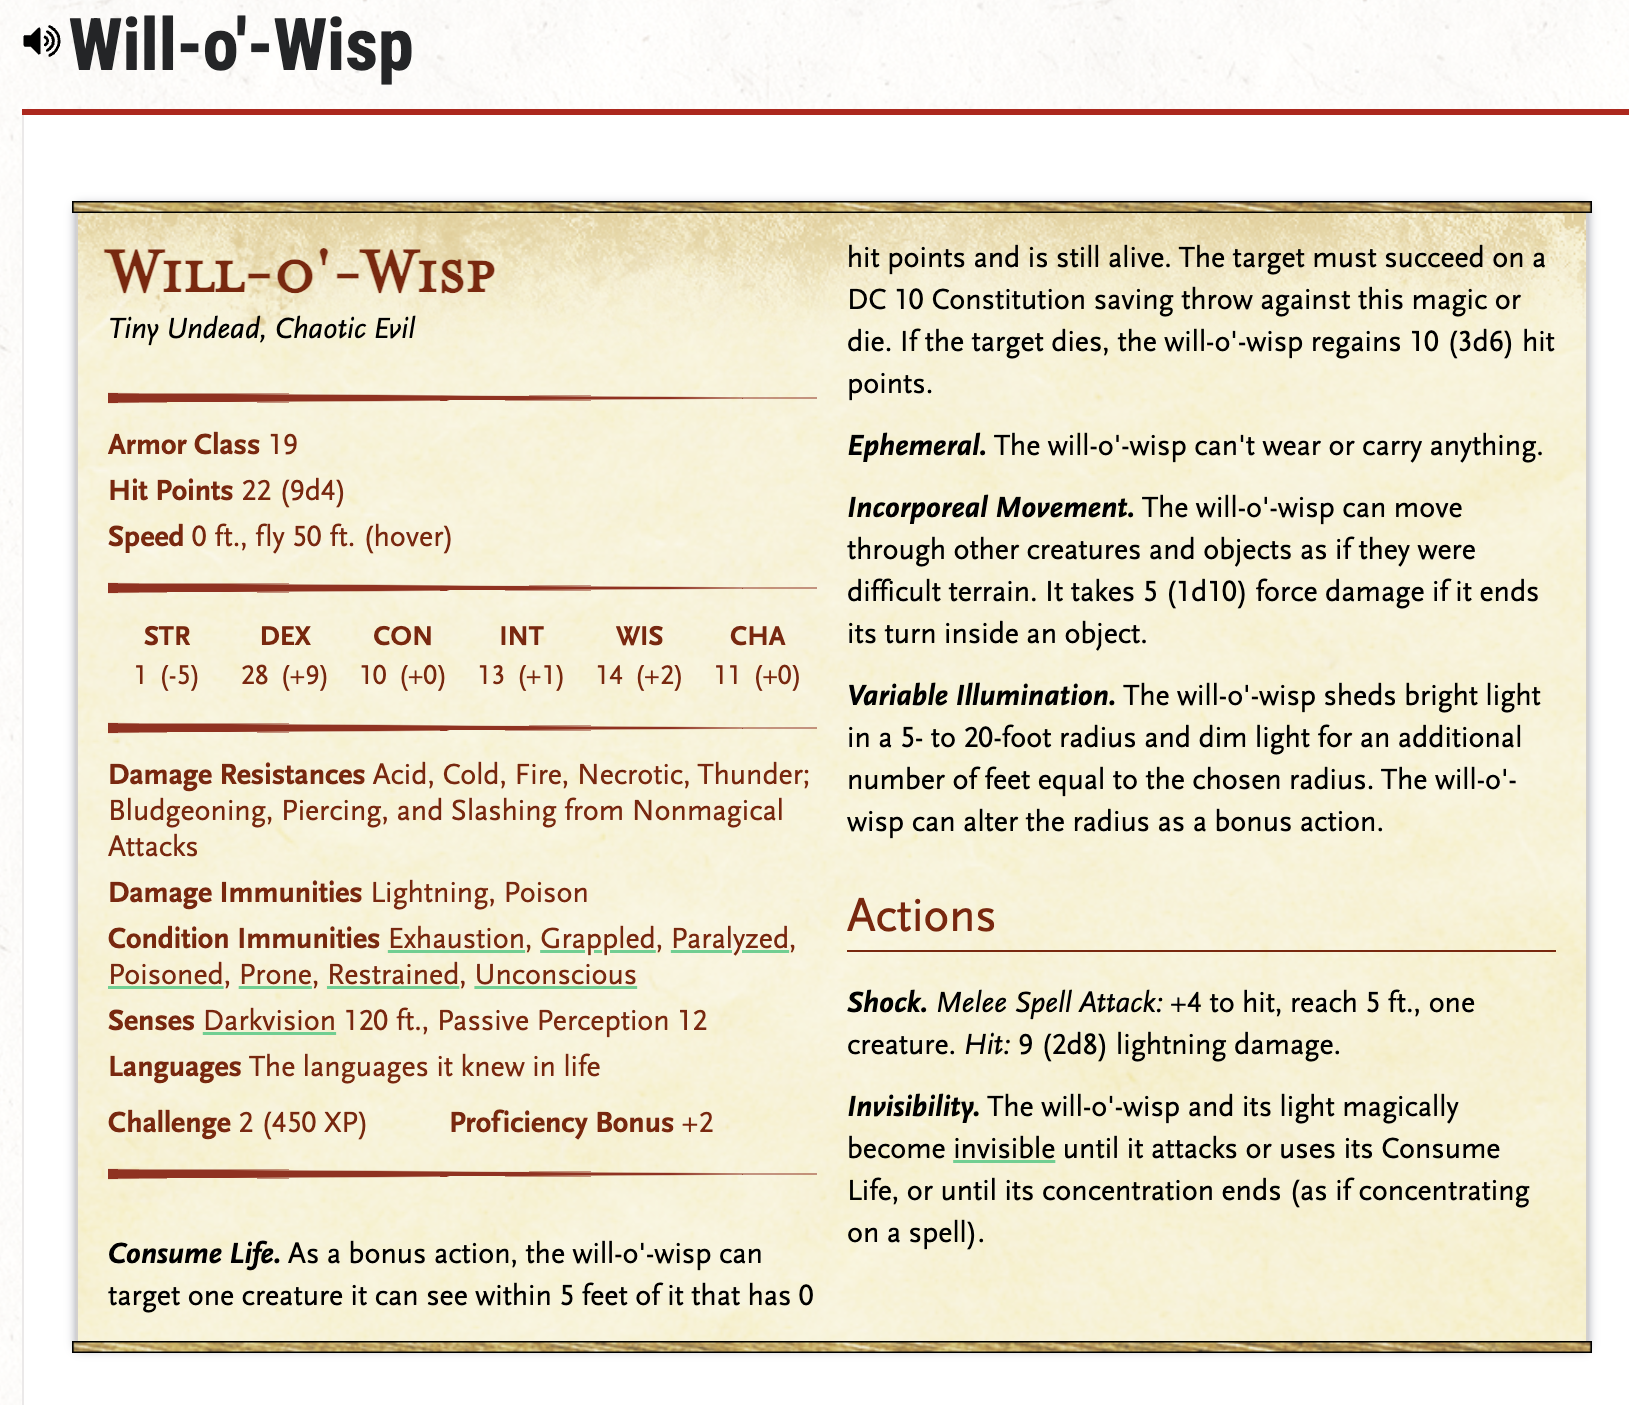 Will-o'-Wisp
Will-o'-Wisp
Tiny Undead, Chaotic Evil
Armor Class 19
Hit Points 22 (9d4)
Speed 0 ft., fly 50 ft. (hover)
STR DEX CON INT WIS CHA
1 (-5) 28 (+9) 10 (+0) 13 (+1) 14 (+2) 11 (+0)
Damage Resistances Acid, Cold, Fire, Necrotic, Thunder;
Bludgeoning, Piercing, and Slashing from Nonmagical
Attacks
Damage Immunities Lightning, Poison
Condition Immunities Exhaustion, Grappled, Paralyzed,
Poisoned, Prone, Restrained, Unconscious
Senses Darkvision 120 ft., Passive Perception 12
Languages The languages it knew in life
Challenge 2 (450 XP) Proficiency Bonus +2
Consume Life. As a bonus action, the will-o'-wisp can
target one creature it can see within 5 feet of it that has 0
hit points and is still alive. The target must succeed on a
DC 10 Constitution saving throw against this magic or
die. If the target dies, the will-o'-wisp regains 10 (3d6) hit
points.
Ephemeral. The will-o'-wisp can't wear or carry anything.
Incorporeal Movement. The will-o'-wisp can move
through other creatures and objects as if they were
difficult terrain. It takes 5 (1d10) force damage if it ends
its turn inside an object.
Variable Illumination. The will-o'-wisp sheds bright light
in a 5- to 20-foot radius and dim light for an additional
number of feet equal to the chosen radius. The will-o'-
wisp can alter the radius as a bonus action.
Actions
Shock. Melee Spell Attack: +4 to hit, reach 5 ft., one
creature. Hit: 9 (2d8) lightning damage.
Invisibility. The will-o'-wisp and its light magically
become invisible until it attacks or uses its Consume
Life, or until its concentration ends (as if concentrating
on a spell).